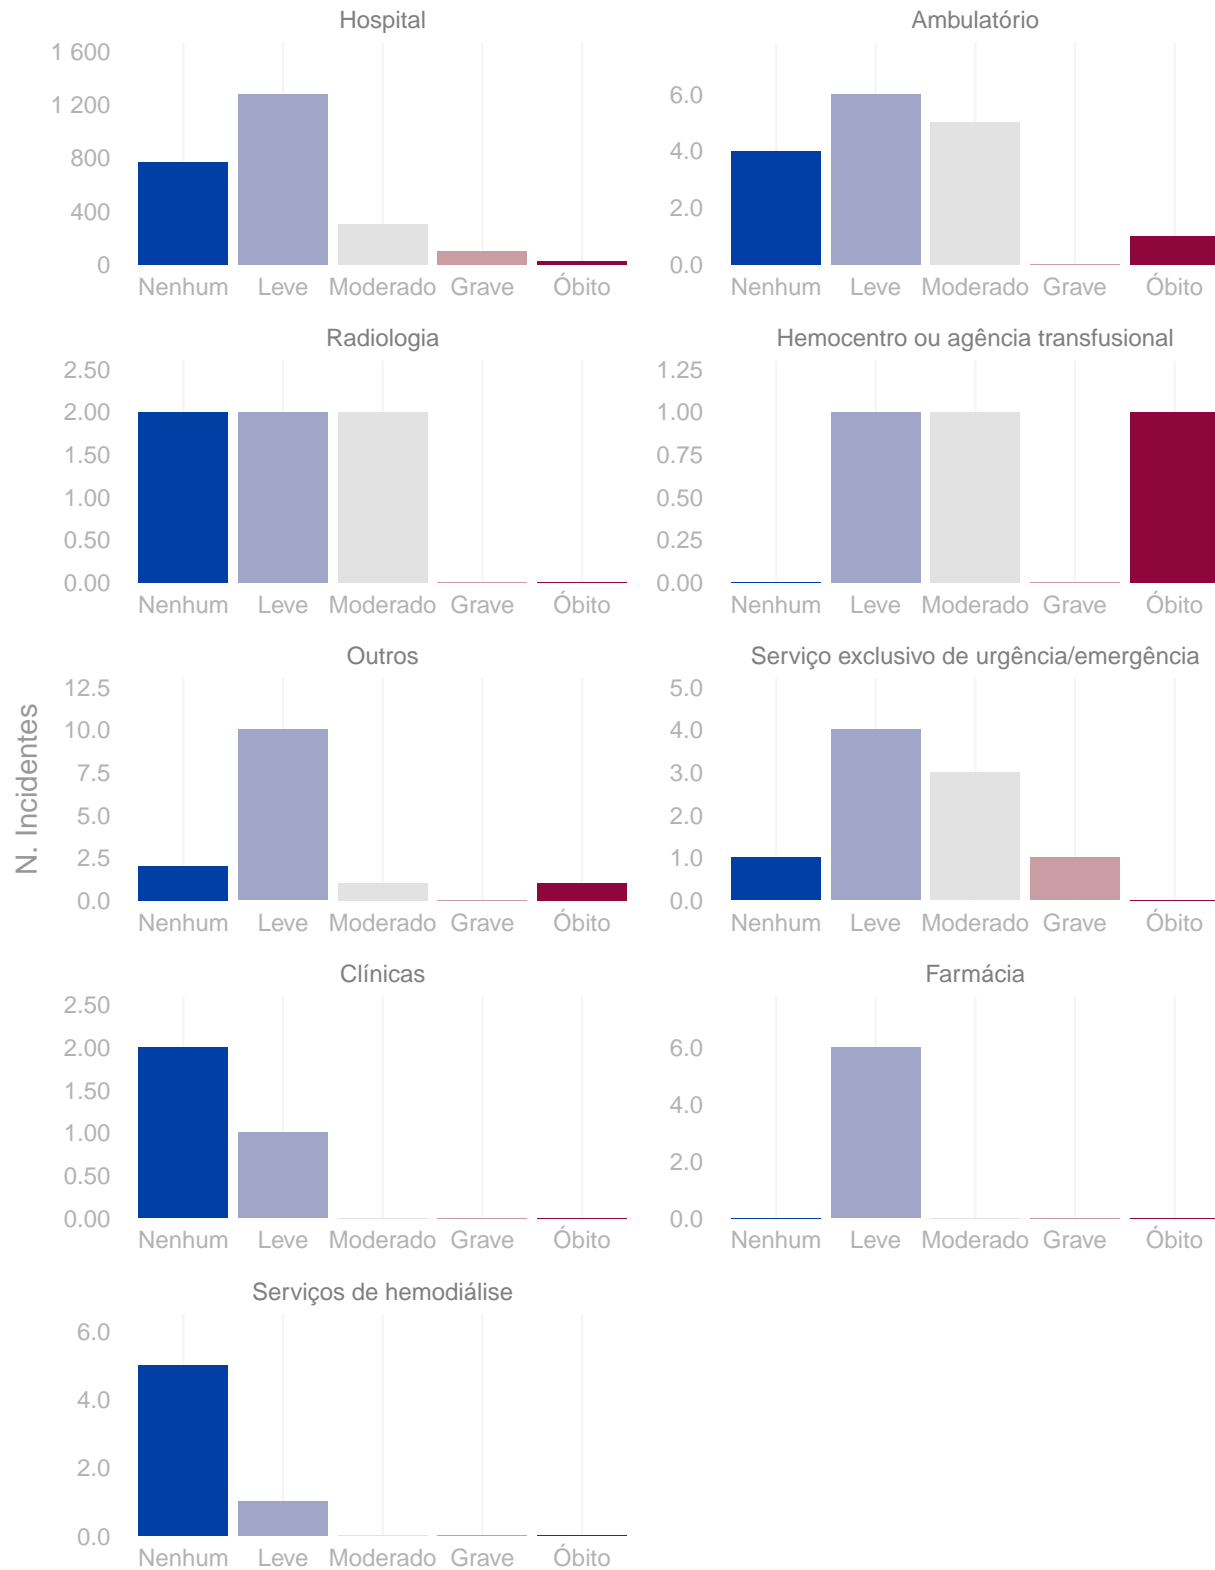 Hospital
1 600
1 200
800
400
0
Nenhum Leve Moderado Grave Óbito
Ambulatório
6.0
4.0
2.0
0.0
Nenhum Leve Moderado Grave Óbito
Radiologia
2.50
2.00
1.50
1.00
0.50
0.00
Nenhum Leve Moderado Grave Óbito
Hemocentro ou agência transfusional
1.25
1.00
0.75
0.50
0.25
0.00
Nenhum Leve Moderado Grave Óbito
N. Incidentes
Outros
12.5
10.0
7.5
5.0
2.5
0.0
Nenhum Leve Moderado Grave Óbito
Serviço exclusivo de urgência/emergência
5.0
4.0
3.0
2.0
1.0
0.0
Nenhum Leve Moderado Grave Óbito
Clínicas
2.50
2.00
1.50
1.00
0.50
0.00
Nenhum Leve Moderado Grave Óbito
Farmácia
6.0
4.0
2.0
0.0
Nenhum Leve Moderado Grave Óbito
Serviços de hemodiálise
6.0
4.0
2.0
0.0
Nenhum Leve Moderado Grave Óbito